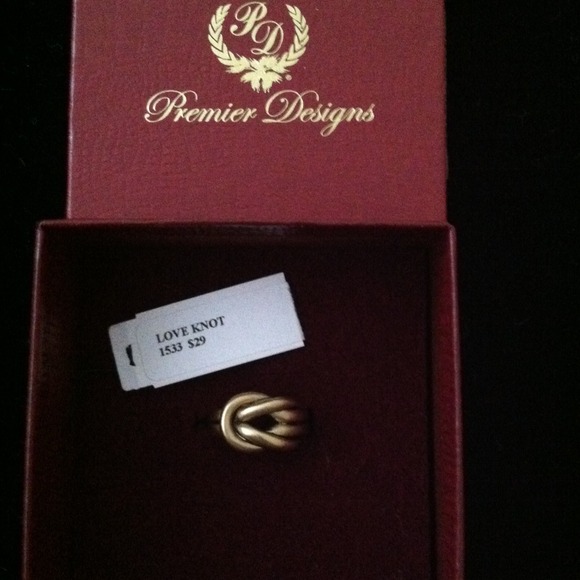 PD
Premier Designs
LOVE KNOT
1533 $29